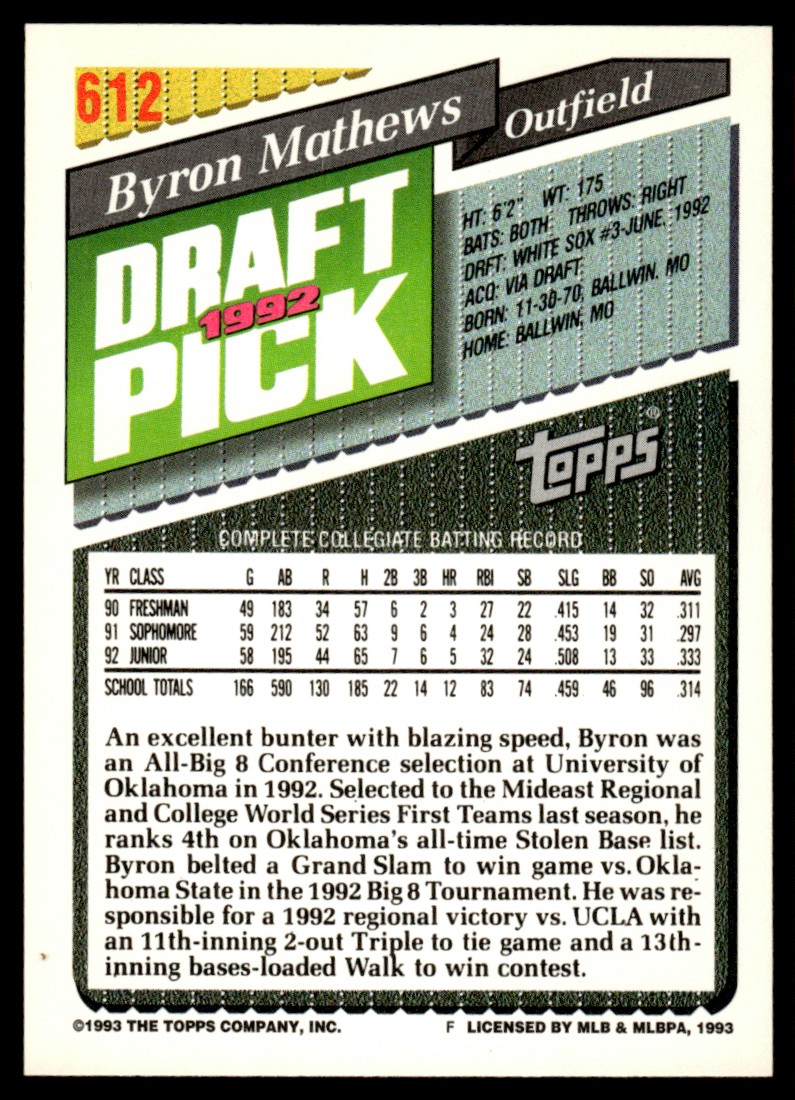 612
Byron Mathews
Outfield
DRAFT
1992
PICK
HT: 6'2" WT: 175
BATS: BOTH THROWS: RIGHT
DRFT: WHITE SOX #3-JUNE, 1992
ACQ: VIA DRAFT
BORN: 11-30-70, BALLWIN, MO
HOME: BALLWIN, MO
topps®
COMPLETE COLLEGIATE BATTING RECORD
YR CLASS G AB R H 2B 3B HR RBI SB SLG BB SO AVG
90 FRESHMAN 49 183 34 57 6 2 3 27 22 .415 14 32 .311
91 SOPHOMORE 59 212 52 63 9 6 4 24 28 .453 19 31 .297
92 JUNIOR 58 195 44 65 7 6 5 32 24 .508 13 33 .333
SCHOOL TOTALS 166 590 130 185 22 14 12 83 74 .459 46 96 .314
An excellent bunter with blazing speed, Byron was
an All-Big 8 Conference selection at University of
Oklahoma in 1992. Selected to the Mideast Regional
and College World Series First Teams last season, he
ranks 4th on Oklahoma's all-time Stolen Base list.
Byron belted a Grand Slam to win game vs. Okla-
homa State in the 1992 Big 8 Tournament. He was re-
sponsible for a 1992 regional victory vs. UCLA with
an 11th-inning 2-out Triple to tie game and a 13th-
inning bases-loaded Walk to win contest.
©1993 THE TOPPS COMPANY, INC. F LICENSED BY MLB & MLBPA, 1993